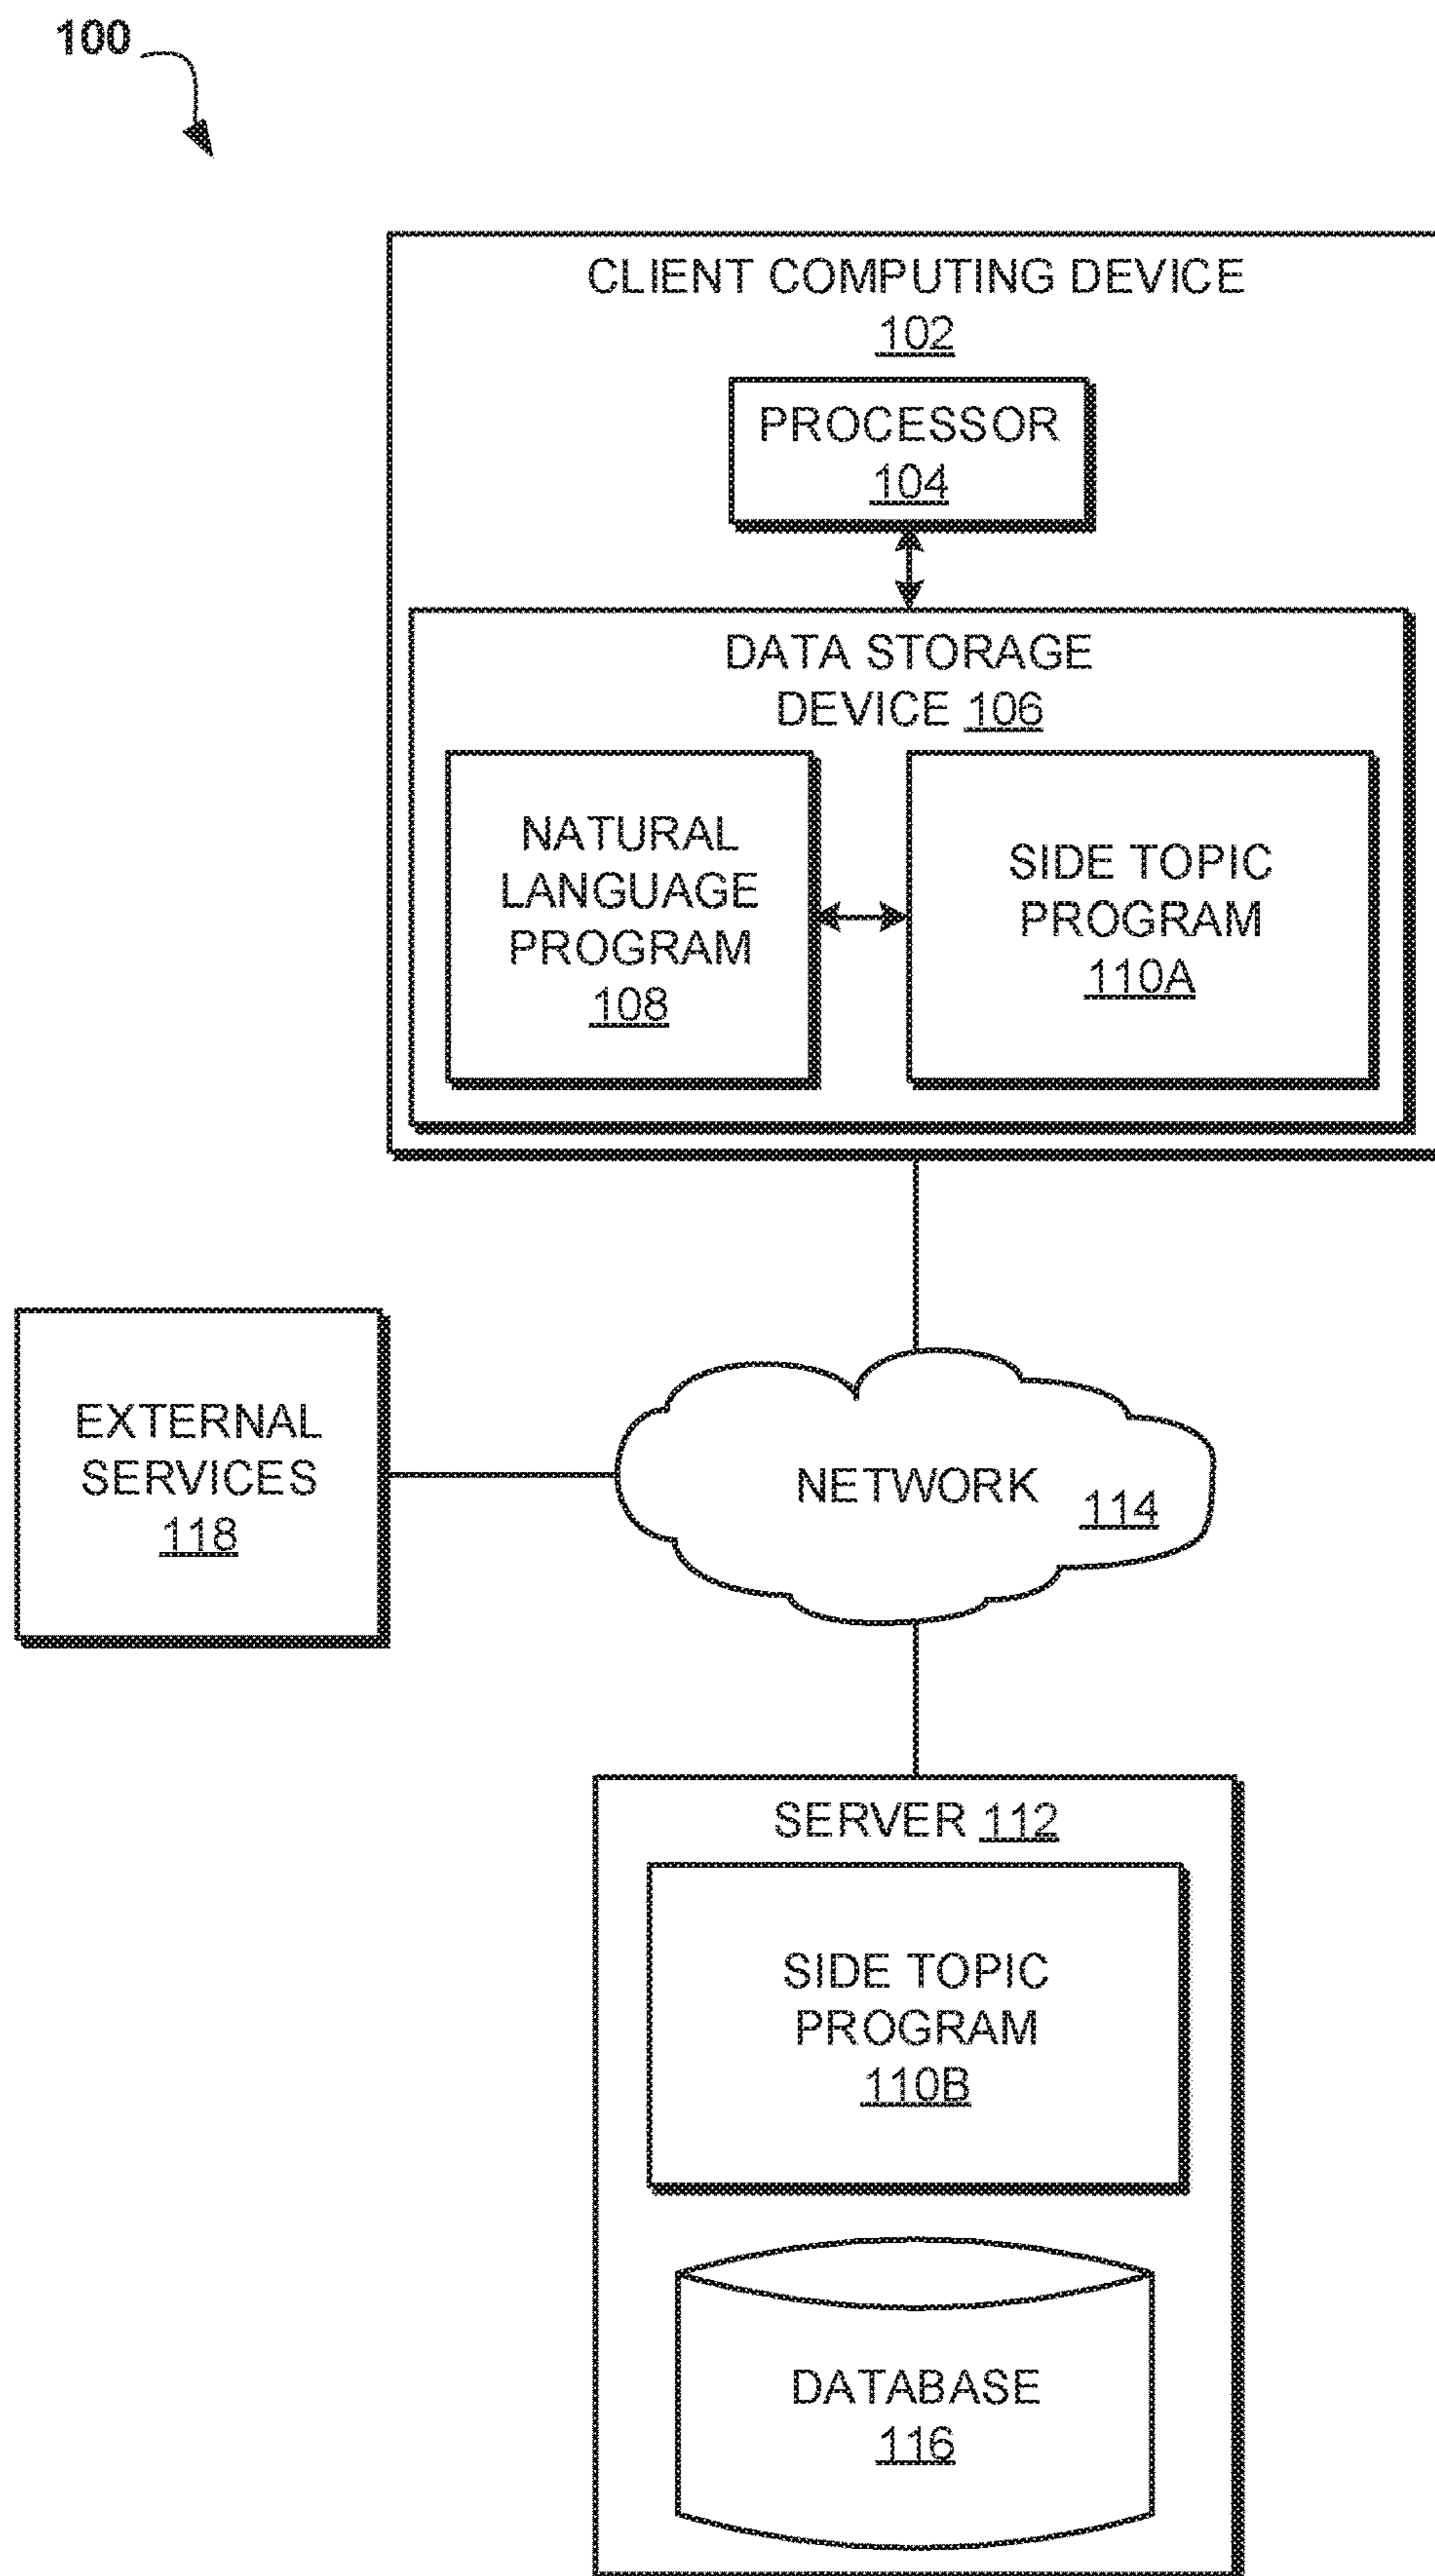 100
CLIENT COMPUTING DEVICE
102
PROCESSOR
104
DATA STORAGE
DEVICE 106
NATURAL
LANGUAGE
PROGRAM
108
SIDE TOPIC
PROGRAM
110A
EXTERNAL
SERVICES
118
NETWORK 114
SERVER 112
SIDE TOPIC
PROGRAM
110B
DATABASE
116